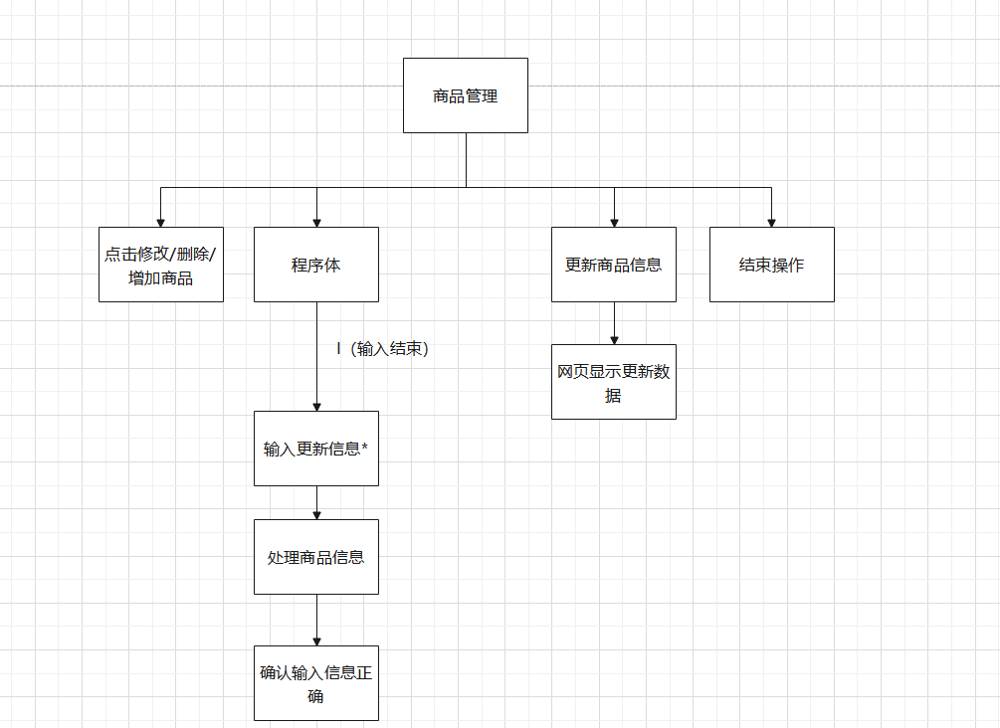 商品管理
点击修改/删除/
增加商品
程序体
更新商品信息
结束操作
I（输入结束）
网页显示更新数
据
输入更新信息*
处理商品信息
确认输入信息正
确